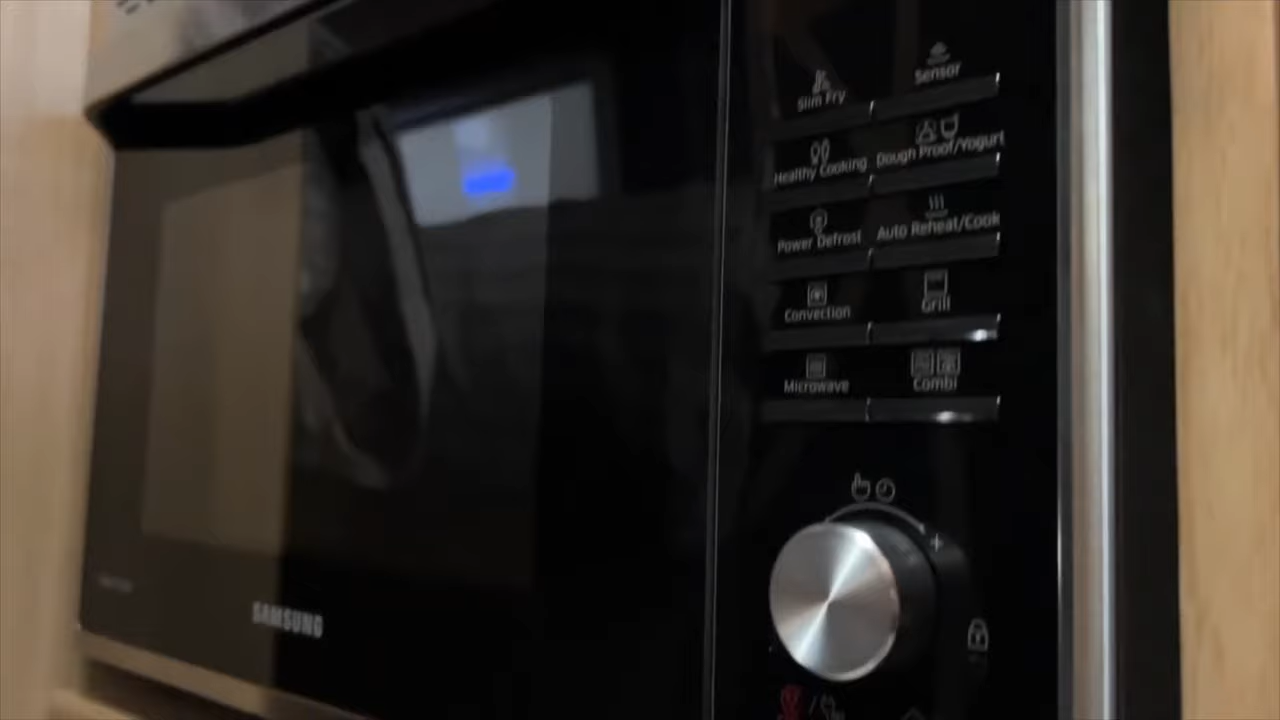 Slim Fry
Sensor
Healthy Cooking
Dough Proof/Yogurt
Power Defrost
Auto Reheat/Cook
Convection
Grill
Microwave
Combi
+
SAMSUNG